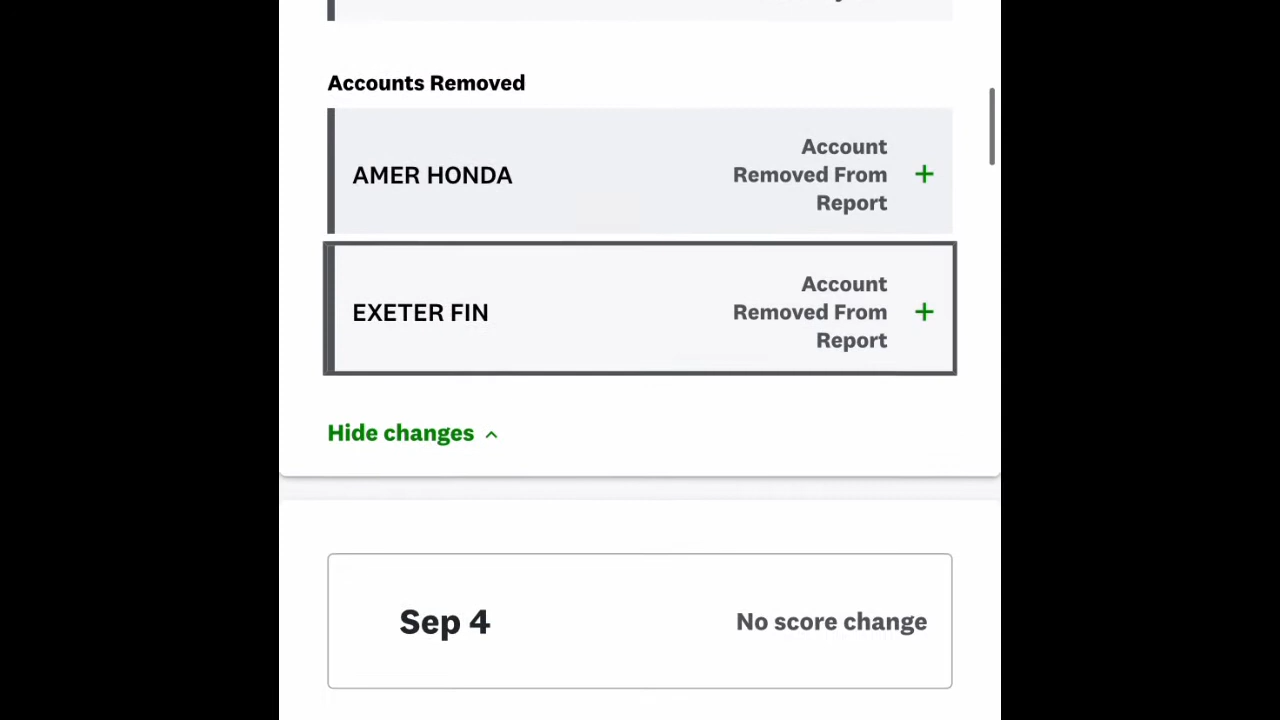 Accounts Removed
AMER HONDA
Account
Removed From
Report
+
EXETER FIN
Account
Removed From
Report
+
Hide changes
Sep 4
No score change